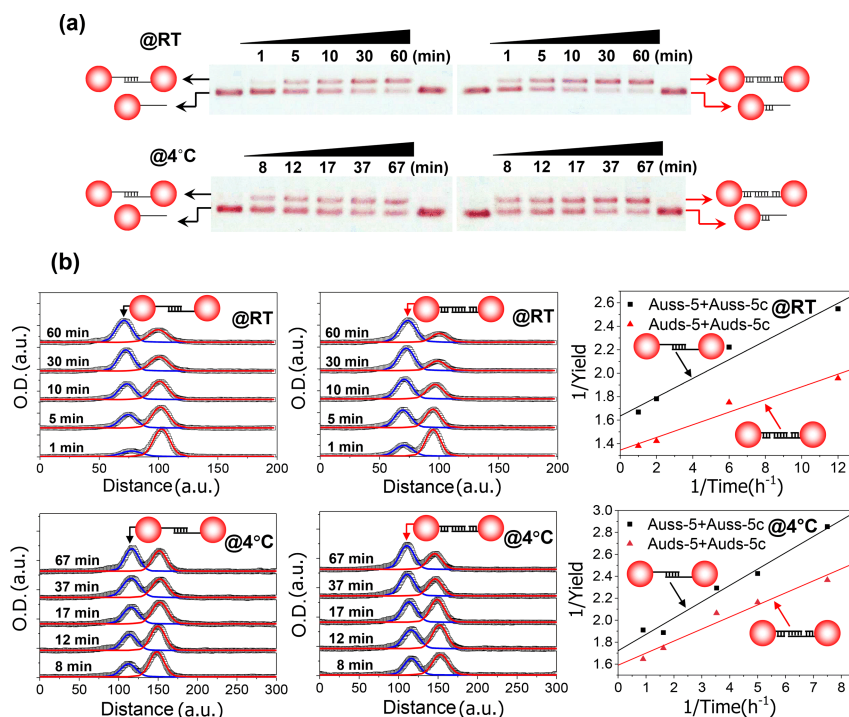 (a)
@RT
1 5 10 30 60 (min)
1 5 10 30 60 (min)
@4°C
8 12 17 37 67 (min)
8 12 17 37 67 (min)
(b)
@RT
60 min
30 min
10 min
5 min
1 min
O.D.(a.u.)
0 50 100 150 200
Distance (a.u.)
@RT
60 min
30 min
10 min
5 min
1 min
O.D.(a.u.)
0 50 100 150 200
Distance (a.u.)
Auss-5+Auss-5c @RT
Auds-5+Auds-5c
1/Yield
2.6
2.4
2.2
2.0
1.8
1.6
1.4
0 2 4 6 8 10 12
1/Time(h⁻¹)
@4°C
67 min
37 min
17 min
12 min
8 min
O.D.(a.u.)
0 50 100 150 200 250 300
Distance (a.u.)
@4°C
67 min
37 min
17 min
12 min
8 min
O.D.(a.u.)
0 50 100 150 200 250 300
Distance (a.u.)
Auss-5+Auss-5c @4°C
Auds-5+Auds-5c
1/Yield
3.0
2.8
2.6
2.4
2.2
2.0
1.8
1.6
0 1 2 3 4 5 6 7 8
1/Time(h⁻¹)